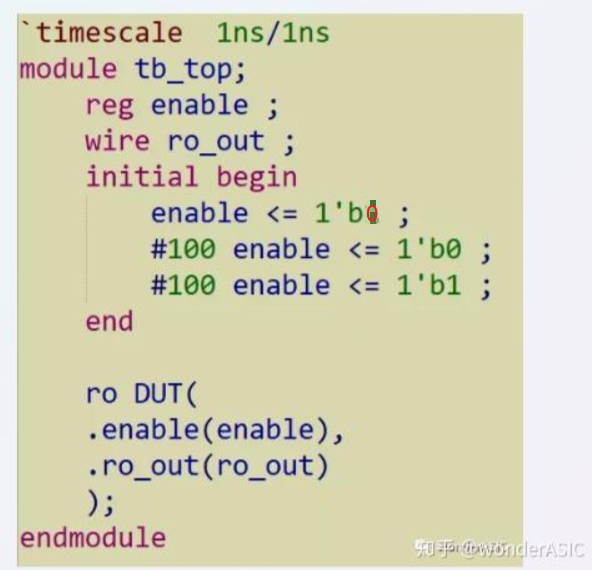 `timescale 1ns/1ns
module tb_top;
reg enable ;
wire ro_out ;
initial begin
enable <= 1'b0 ;
#100 enable <= 1'b0 ;
#100 enable <= 1'b1 ;
end
ro DUT(
.enable(enable),
.ro_out(ro_out)
);
endmodule
知乎 @wonderASIC